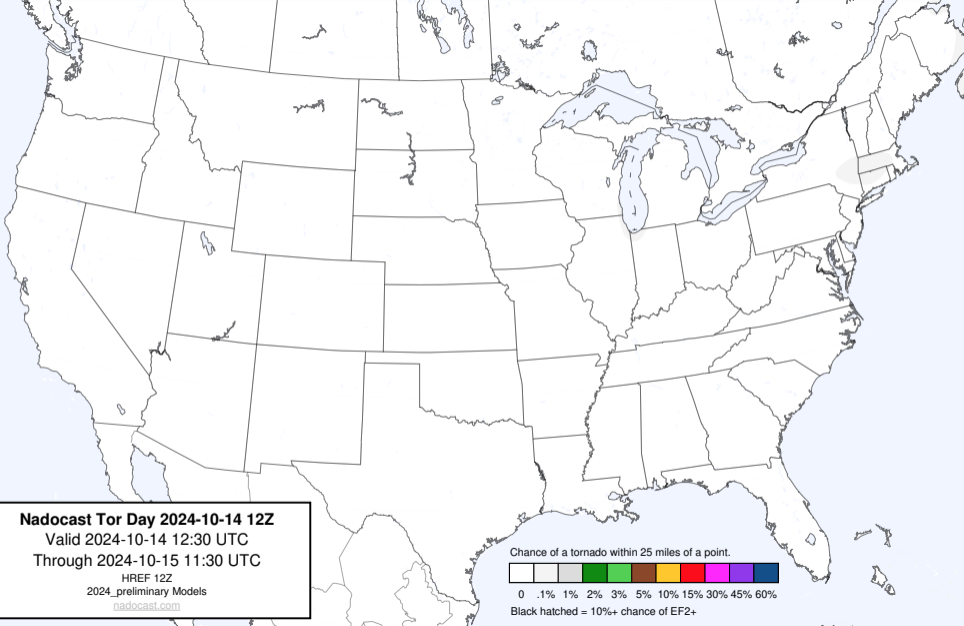 Nadocast Tor Day 2024-10-14 12Z
Valid 2024-10-14 12:30 UTC
Through 2024-10-15 11:30 UTC
HREF 12Z
2024_preliminary Models
nadocast.com
Chance of a tornado within 25 miles of a point.
0 .1% 1% 2% 3% 5% 10% 15% 30% 45% 60%
Black hatched = 10%+ chance of EF2+